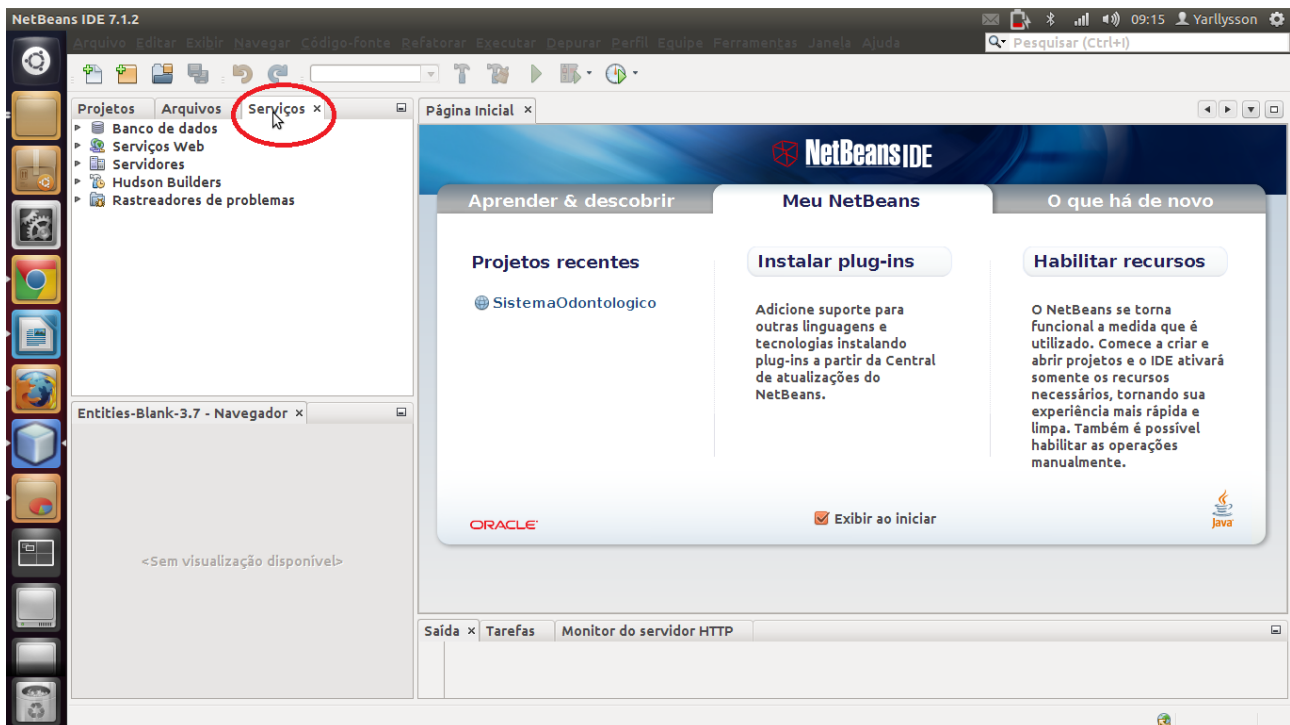 NetBeans IDE 7.1.2
09:15 Yarllysson
Arquivo Editar Exibir Navegar Código-fonte Refatorar Executar Depurar Perfil Equipe Ferramentas Janela Ajuda
Pesquisar (Ctrl+I)
Projetos Arquivos Serviços
Banco de dados
Serviços Web
Servidores
Hudson Builders
Rastreadores de problemas
Entities-Blank-3.7 - Navegador
<Sem visualização disponível>
Página Inicial
NetBeans IDE
Aprender & descobrir Meu NetBeans O que há de novo
Projetos recentes
SistemaOdontologico
Instalar plug-ins
Adicione suporte para
outras linguagens e
tecnologias instalando
plug-ins a partir da Central
de atualizações do
NetBeans.
Habilitar recursos
O NetBeans se torna
funcional a medida que é
utilizado. Comece a criar e
abrir projetos e o IDE ativará
somente os recursos
necessários, tornando sua
experiência mais rápida e
limpa. Também é possível
habilitar as operações
manualmente.
ORACLE
Exibir ao iniciar
Java
Saída Tarefas Monitor do servidor HTTP